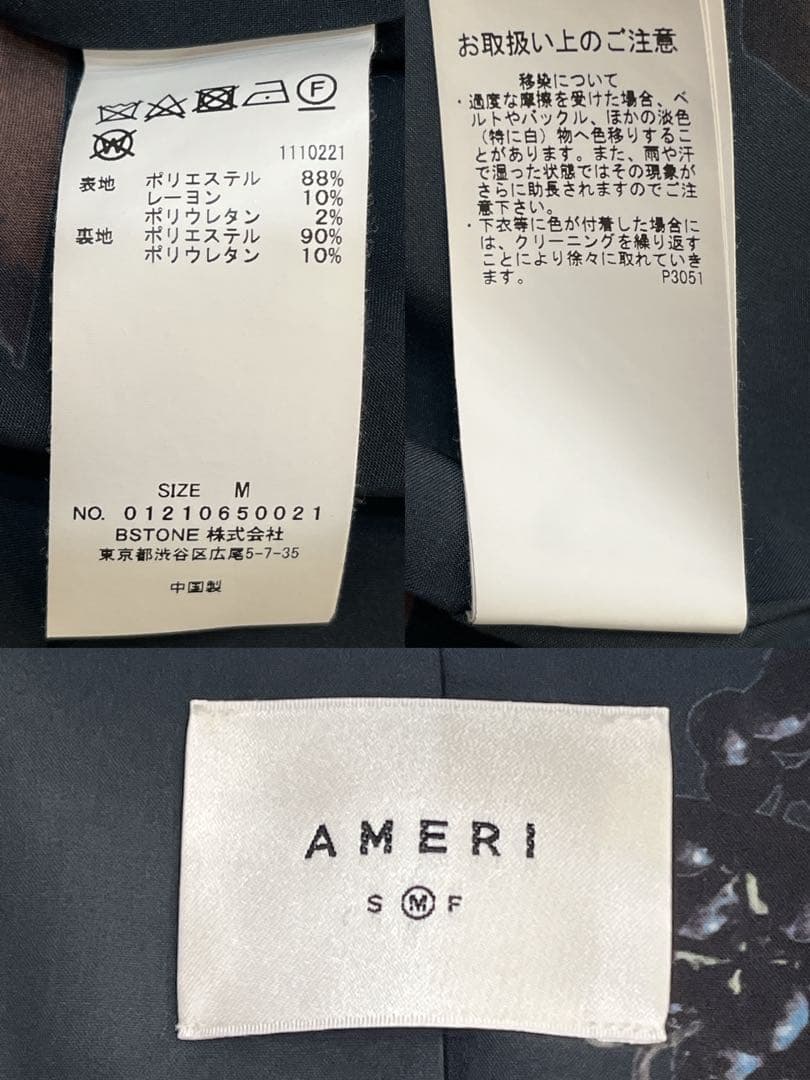 F
W
1110221
表地 ポリエステル 88%
レーヨン 10%
ポリウレタン 2%
裏地 ポリエステル 90%
ポリウレタン 10%
SIZE M
NO. 01210650021
BSTONE 株式会社
東京都渋谷区広尾5-7-35
中国製
お取扱い上のご注意
移染について
・過度な摩擦を受けた場合、ベ
ルトやバックル、ほかの淡色
（特に白）物へ色移りするこ
とがあります。また、雨や汗
で湿った状態ではその現象が
さらに助長されますのでご注
意下さい。
・下衣等に色が付着した場合に
は、クリーニングを繰り返す
ことにより徐々に取れていき
ます。 P3051
AMERI
S M F